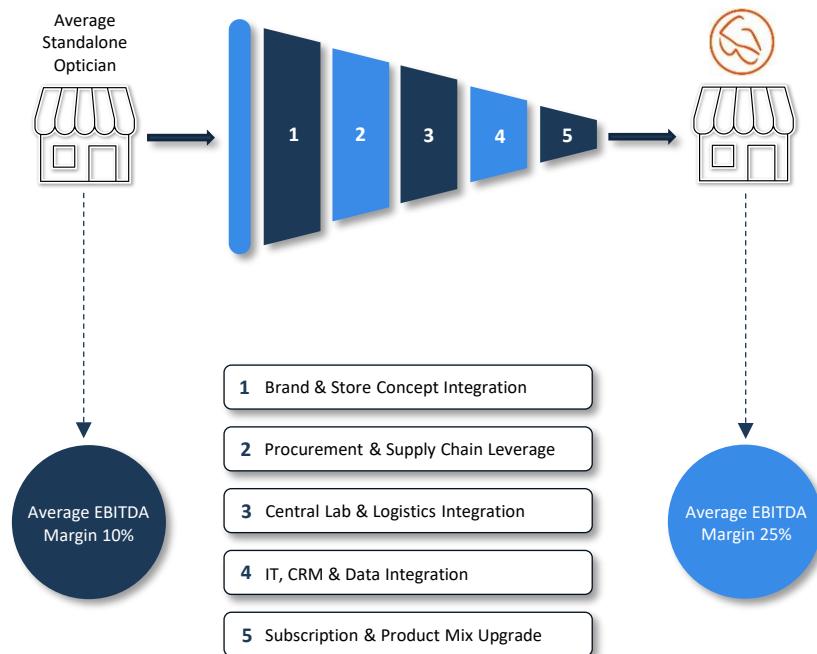 Average
Standalone
Optician
1
2
3
4
5
1 Brand & Store Concept Integration
2 Procurement & Supply Chain Leverage
3 Central Lab & Logistics Integration
4 IT, CRM & Data Integration
5 Subscription & Product Mix Upgrade
Average EBITDA
Margin 10%
Average EBITDA
Margin 25%